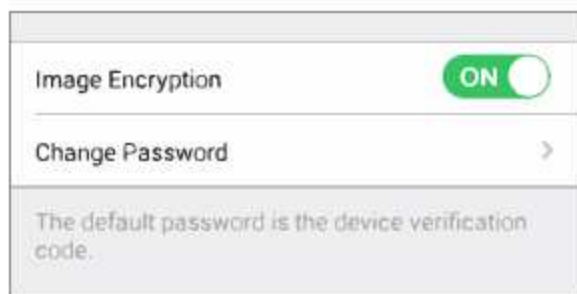 Image Encryption
ON
Change Password
The default password is the device verification
code.